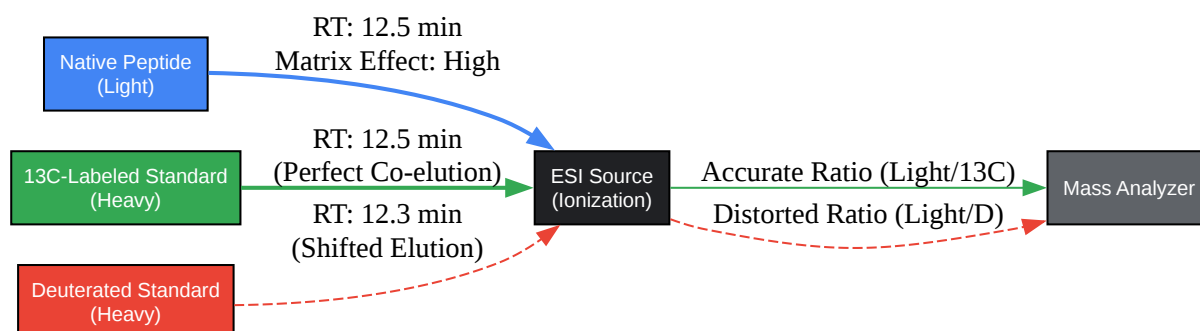 RT: 12.5 min
Matrix Effect: High
Native Peptide
(Light)
RT: 12.5 min
(Perfect Co-elution)
13C-Labeled Standard
(Heavy)
ESI Source
(Ionization)
Accurate Ratio (Light/13C)
Mass Analyzer
RT: 12.3 min
(Shifted Elution)
Distorted Ratio (Light/D)
Deuterated Standard
(Heavy)